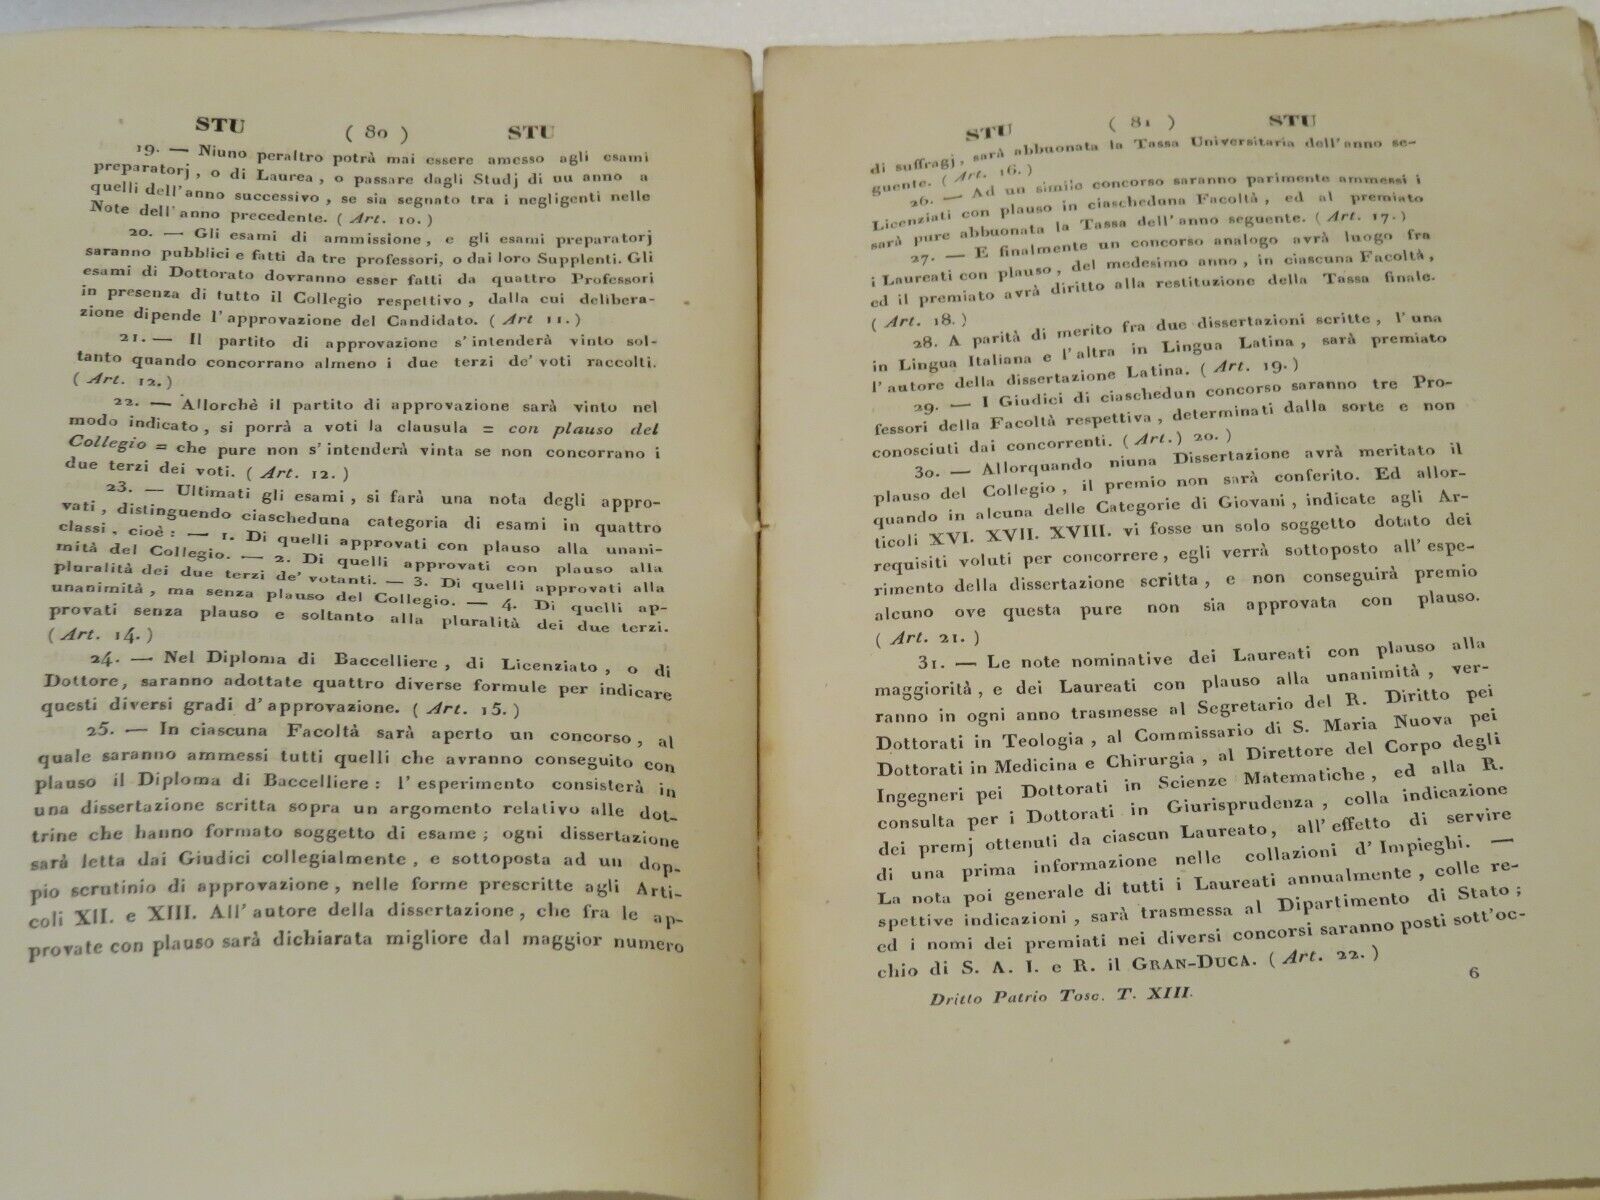 STU ( 80 ) STU
19. — Niuno peraltro potrà mai essere amesso agli esami
preparatorj, o di Laurea, o passare dagli Studj di uu anno a
quelli dell'anno successivo, se sia segnato tra i negligenti nelle
Note dell'anno precedente. ( Art. 10. )
20. — Gli esami di ammissione, e gli esami preparatorj
saranno pubblici e fatti da tre professori, o dai loro Supplenti. Gli
esami di Dottorato dovranno esser fatti da quattro Professori
in presenza di tutto il Collegio respettivo, dalla cui delibera-
zione dipende l'approvazione del Candidato. ( Art 11. )
21. — Il partito di approvazione s'intenderà vinto sol-
tanto quando concorrano almeno i due terzi de' voti raccolti.
( Art. 12. )
22. — Allorchè il partito di approvazione sarà vinto nel
modo indicato, si porrà a voti la clausula = con plauso del
Collegio = che pure non s'intenderà vinta se non concorrano i
due terzi dei voti. ( Art. 12. )
23. — Ultimati gli esami, si farà una nota degli appro-
vati, distinguendo ciascheduna categoria di esami in quattro
classi, cioè: — 1. Di quelli approvati con plauso alla unani-
mità del Collegio. — 2. Di quelli approvati con plauso alla
pluralità dei due terzi de' votanti. — 3. Di quelli approvati alla
unanimità, ma senza plauso del Collegio. — 4. Di quelli ap-
provati senza plauso e soltanto alla pluralità dei due terzi.
( Art. 14. )
24. — Nel Diploma di Baccelliere, di Licenziato, o di
Dottore, saranno adottate quattro diverse formule per indicare
questi diversi gradi d'approvazione. ( Art. 15. )
25. — In ciascuna Facoltà sarà aperto un concorso, al
quale saranno ammessi tutti quelli che avranno conseguito con
plauso il Diploma di Baccelliere: l'esperimento consisterà in
una dissertazione scritta sopra un argomento relativo alle dot-
trine che hanno formato soggetto di esame; ogni dissertazione
sarà letta dai Giudici collegialmente, e sottoposta ad un dop-
pio scrutinio di approvazione, nelle forme prescritte agli Arti-
coli XII. e XIII. All'autore della dissertazione, che fra le ap-
provate con plauso sarà dichiarata migliore dal maggior numero
STU ( 81 ) STU
di suffragj, sarà abbuonata la Tassa Universitaria dell'anno se-
guente. ( Art. 16. )
26. — Ad un simile concorso saranno parimente ammessi i
Licenziati con plauso in ciascheduna Facoltà, ed al premiato
sarà pure abbuonata la Tassa dell'anno seguente. ( Art. 17. )
27. — E finalmente un concorso analogo avrà luogo fra
i Laureati con plauso, del medesimo anno, in ciascuna Facoltà,
ed il premiato avrà diritto alla restituzione della Tassa finale.
( Art. 18. )
28. A parità di merito fra due dissertazioni scritte, l'una
in Lingua Italiana e l'altra in Lingua Latina, sarà premiato
l'autore della dissertazione Latina. ( Art. 19. )
29. — I Giudici di ciaschedun concorso saranno tre Pro-
fessori della Facoltà respettiva, determinati dalla sorte e non
conosciuti dai concorrenti. ( Art.) 20. )
30. — Allorquando niuna Dissertazione avrà meritato il
plauso del Collegio, il premio non sarà conferito. Ed allor-
quando in alcuna delle Categorie di Giovani, indicate agli Ar-
ticoli XVI. XVII. XVIII. vi fosse un solo soggetto dotato dei
requisiti voluti per concorrere, egli verrà sottoposto all'espe-
rimento della dissertazione scritta, e non conseguirà premio
alcuno ove questa pure non sia approvata con plauso.
( Art. 21. )
31. — Le note nominative dei Laureati con plauso alla
maggiorità, e dei Laureati con plauso alla unanimità, ver-
ranno in ogni anno trasmesse al Segretario del R. Diritto pei
Dottorati in Teologia, al Commissario di S. Maria Nuova pei
Dottorati in Medicina e Chirurgia, al Direttore del Corpo degli
Ingegneri pei Dottorati in Scienze Matematiche, ed alla R.
consulta per i Dottorati in Giurisprudenza, colla indicazione
dei premj ottenuti da ciascun Laureato, all'effetto di servire
di una prima informazione nelle collazioni d'Impieghi. —
La nota poi generale di tutti i Laureati annualmente, colle re-
spettive indicazioni, sarà trasmessa al Dipartimento di Stato;
ed i nomi dei premiati nei diversi concorsi saranno posti sott'oc-
chio di S. A. I. e R. il GRAN-DUCA. ( Art. 22. )
Dritto Patrio Tosc. T. XIII. 6